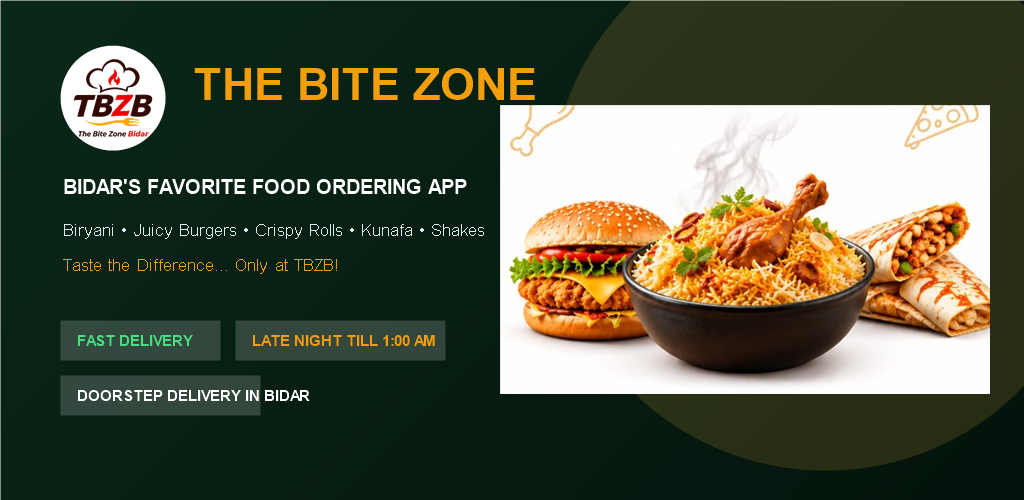 TBZB
The Bite Zone Bidar
THE BITE ZONE
BIDAR'S FAVORITE FOOD ORDERING APP
Biryani • Juicy Burgers • Crispy Rolls • Kunafa • Shakes
Taste the Difference... Only at TBZB!
FAST DELIVERY
LATE NIGHT TILL 1:00 AM
DOORSTEP DELIVERY IN BIDAR